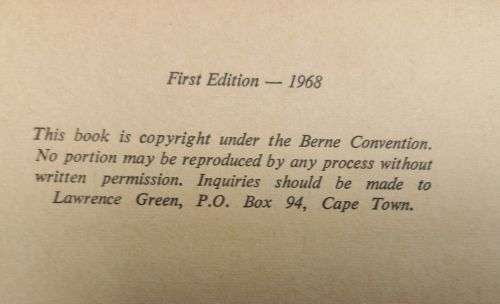 First Edition — 1968
This book is copyright under the Berne Convention.
No portion may be reproduced by any process without
written permission. Inquiries should be made to
Lawrence Green, P.O. Box 94, Cape Town.